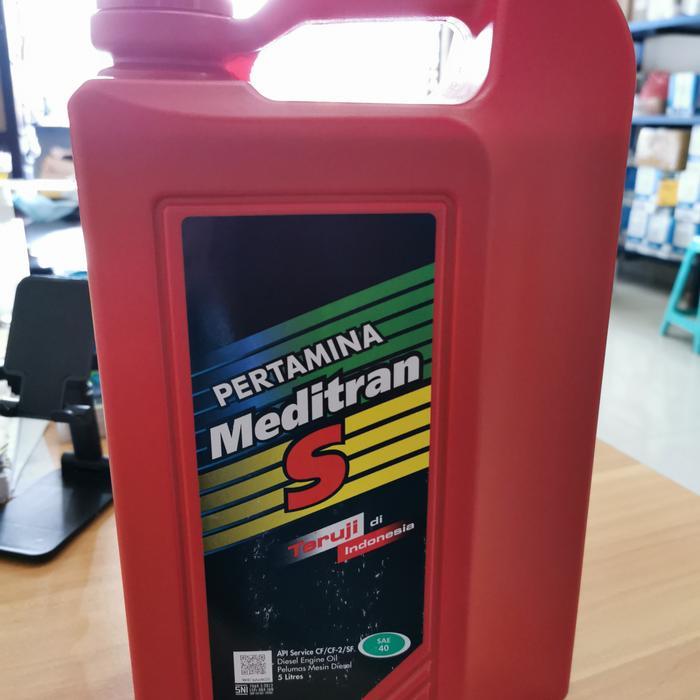 PERTAMINA
Meditran
S
Teruji di
Indonesia
SAE
40
API Service CF/CF-2/SF
Diesel Engine Oil
Pelumas Mesin Diesel
5 Litres
SNI